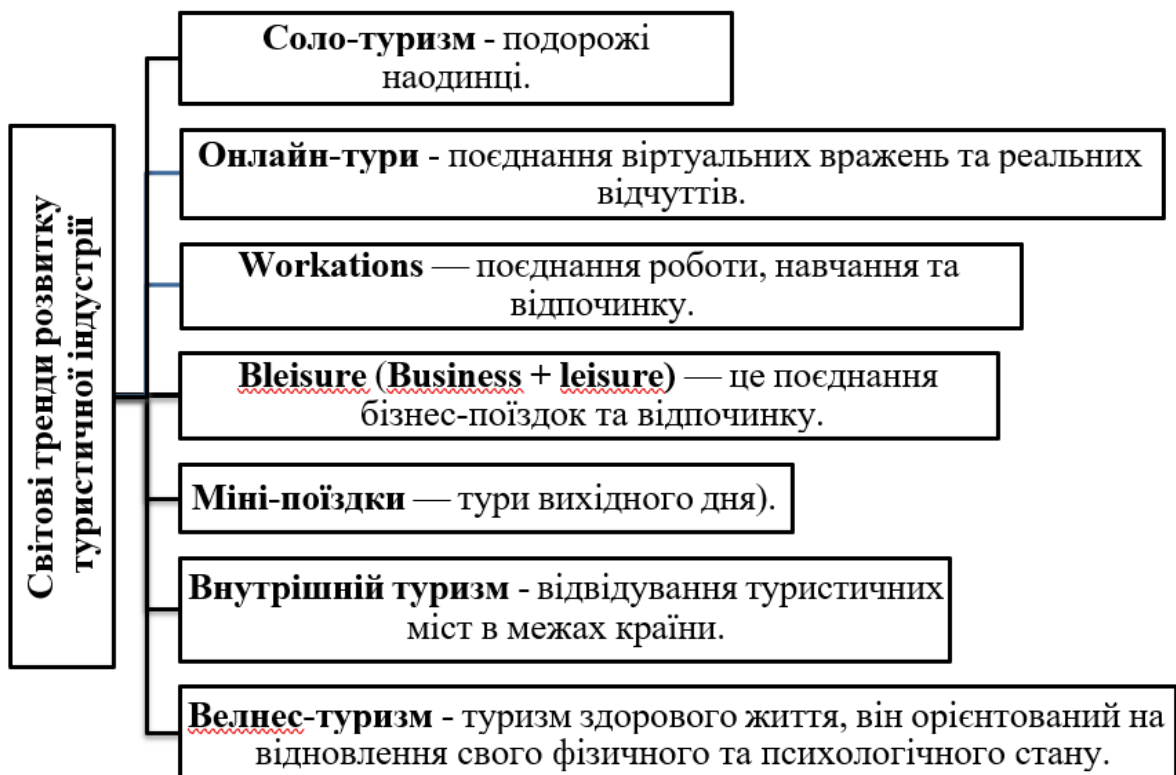 Світові тренди розвитку
туристичної індустрії
Соло-туризм - подорожі
наодинці.
Онлайн-тури - поєднання віртуальних вражень та реальних
відчуттів.
Workations — поєднання роботи, навчання та
відпочинку.
Bleisure (Business + leisure) — це поєднання
бізнес-поїздок та відпочинку.
Міні-поїздки — тури вихідного дня).
Внутрішній туризм - відвідування туристичних
міст в межах країни.
Велнес-туризм - туризм здорового життя, він орієнтований на
відновлення свого фізичного та психологічного стану.